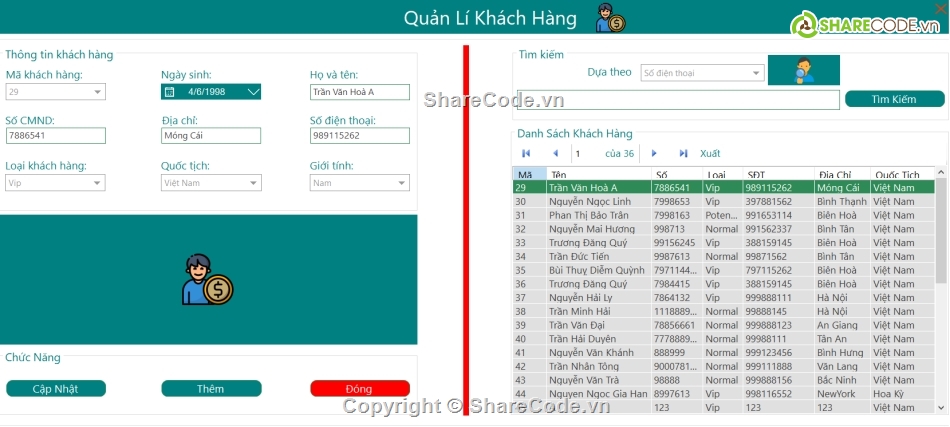 Quản Lí Khách Hàng
SHARECODE.vn
Thông tin khách hàng
Mã khách hàng:
Ngày sinh:
Họ và tên:
29
4/6/1998
Trần Văn Hoà A
Số CMND:
Địa chỉ:
Số điện thoại:
7886541
Móng Cái
989115262
Loại khách hàng:
Quốc tịch:
Giới tính:
Vip
Việt Nam
Nam
Chức Năng
Cập Nhật
Thêm
Đóng
Tìm kiếm
Dựa theo
Số điện thoại
ShareCode.vn
Tìm Kiếm
Danh Sách Khách Hàng
1 của 36 Xuất
Mã Tên Số Loại SĐT Địa Chỉ Quốc Tịch
29 Trần Văn Hoà A 7886541 Vip 989115262 Móng Cái Việt Nam
30 Nguyễn Ngọc Linh 7998653 Vip 397881562 Bình Thạnh Việt Nam
31 Phan Thị Bảo Trân 7998163 Poten... 991653114 Biên Hoà Việt Nam
32 Nguyễn Mai Hương 998713 Normal 991562337 Bình Tân Việt Nam
33 Trương Đăng Quý 99156245 Vip 388159145 Biên Hoà Việt Nam
34 Trần Đức Tiến 9987613 Normal 99871562 Bình Tân Việt Nam
35 Bùi Thuỵ Diễm Quỳnh 7971144... Vip 797115262 Biên Hoà Việt Nam
36 Trương Đăng Quý 7984415 Vip 388159145 Biên Hoà Việt Nam
37 Nguyễn Hải Ly 7864132 Vip 999888111 Hà Nội Việt Nam
38 Trần Minh Hải 1118889... Normal 99988145 Hà Nội Việt Nam
39 Trần Văn Đại 78856661 Normal 999888123 An Giang Việt Nam
40 Trần Hải Duyên 7778889... Normal 99988111 Tân An Việt Nam
41 Nguyễn Văn Khánh 888999 Normal 999123456 Bình Hưng Việt Nam
42 Trần Nhân Tông 9000781... Normal 999111888 Văn Lang Việt Nam
43 Nguyễn Văn Trà 98888 Normal 999888156 Bắc Ninh Việt Nam
44 Nguyen Ngoc Gia Han 8997613 Vip 998116552 NewYork Hoa Kỳ
123 Vip 123 123 Việt Nam
Copyright © ShareCode.vn